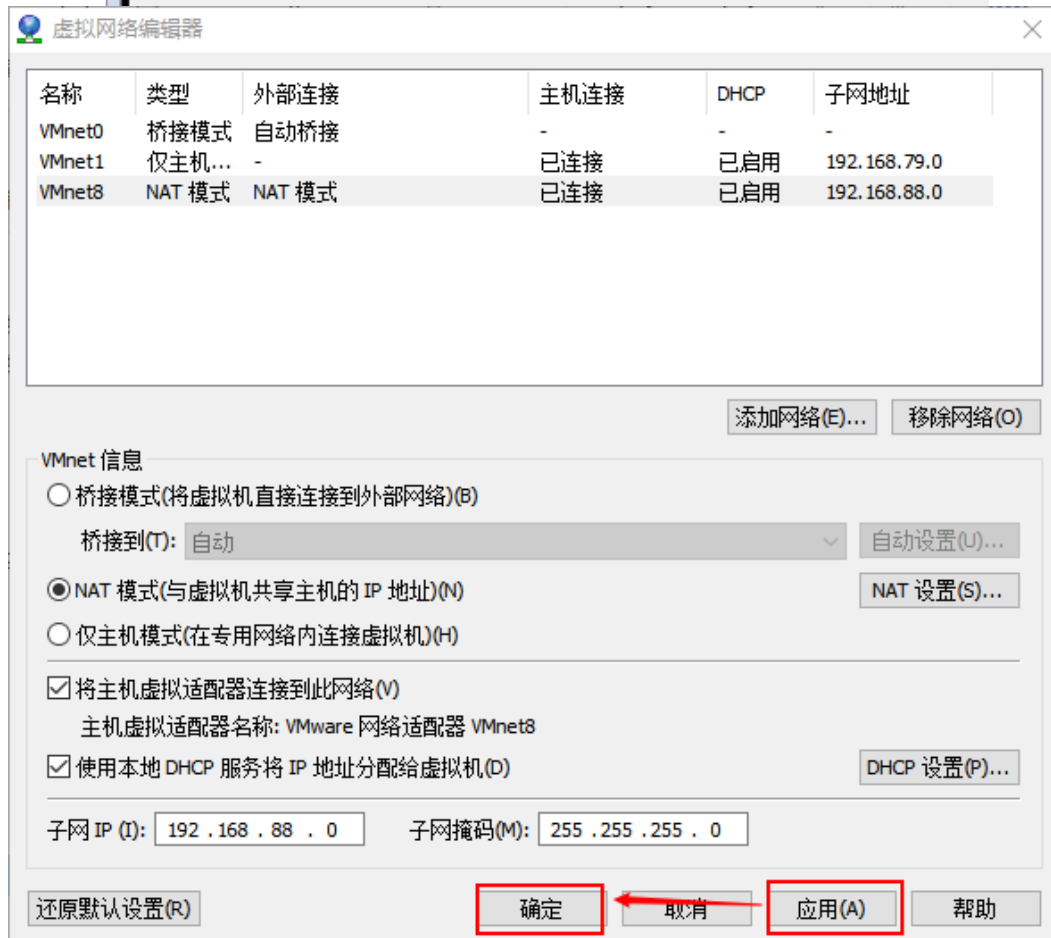 虚拟网络编辑器
名称 类型 外部连接 主机连接 DHCP 子网地址
VMnet0 桥接模式 自动桥接 - - -
VMnet1 仅主机... - 已连接 已启用 192.168.79.0
VMnet8 NAT 模式 NAT 模式 已连接 已启用 192.168.88.0
添加网络(E)... 移除网络(O)
VMnet 信息
桥接模式(将虚拟机直接连接到外部网络)(B)
桥接到(T): 自动 自动设置(U)...
NAT 模式(与虚拟机共享主机的 IP 地址)(N) NAT 设置(S)...
仅主机模式(在专用网络内连接虚拟机)(H)
将主机虚拟适配器连接到此网络(V)
主机虚拟适配器名称: VMware 网络适配器 VMnet8
使用本地 DHCP 服务将 IP 地址分配给虚拟机(D) DHCP 设置(P)...
子网 IP (I): 192 . 168 . 88 . 0 子网掩码(M): 255 . 255 . 255 . 0
还原默认设置(R) 确定 取消 应用(A) 帮助